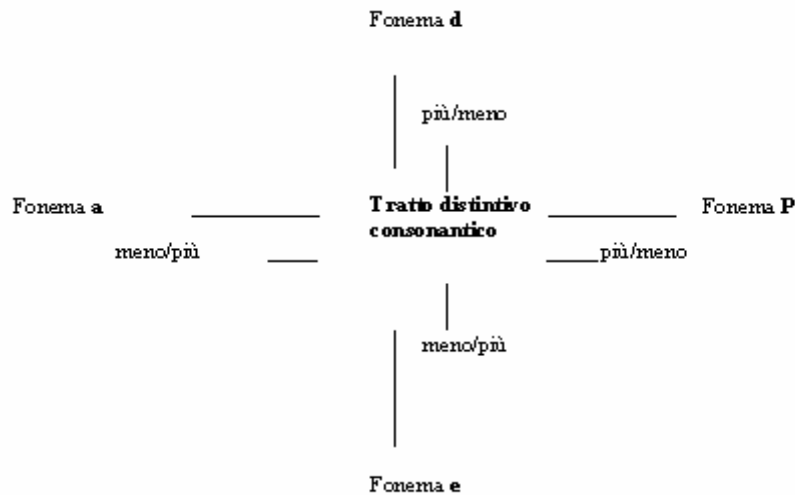 Fonema d
più/meno
Fonema a
Tratto distintivo
consonantico
Fonema P
meno/più
più/meno
meno/più
Fonema e